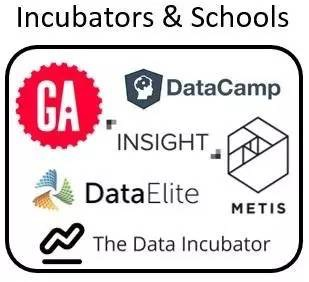 Incubators & Schools
GA
DataCamp
INSIGHT
DataElite
METIS
The Data Incubator